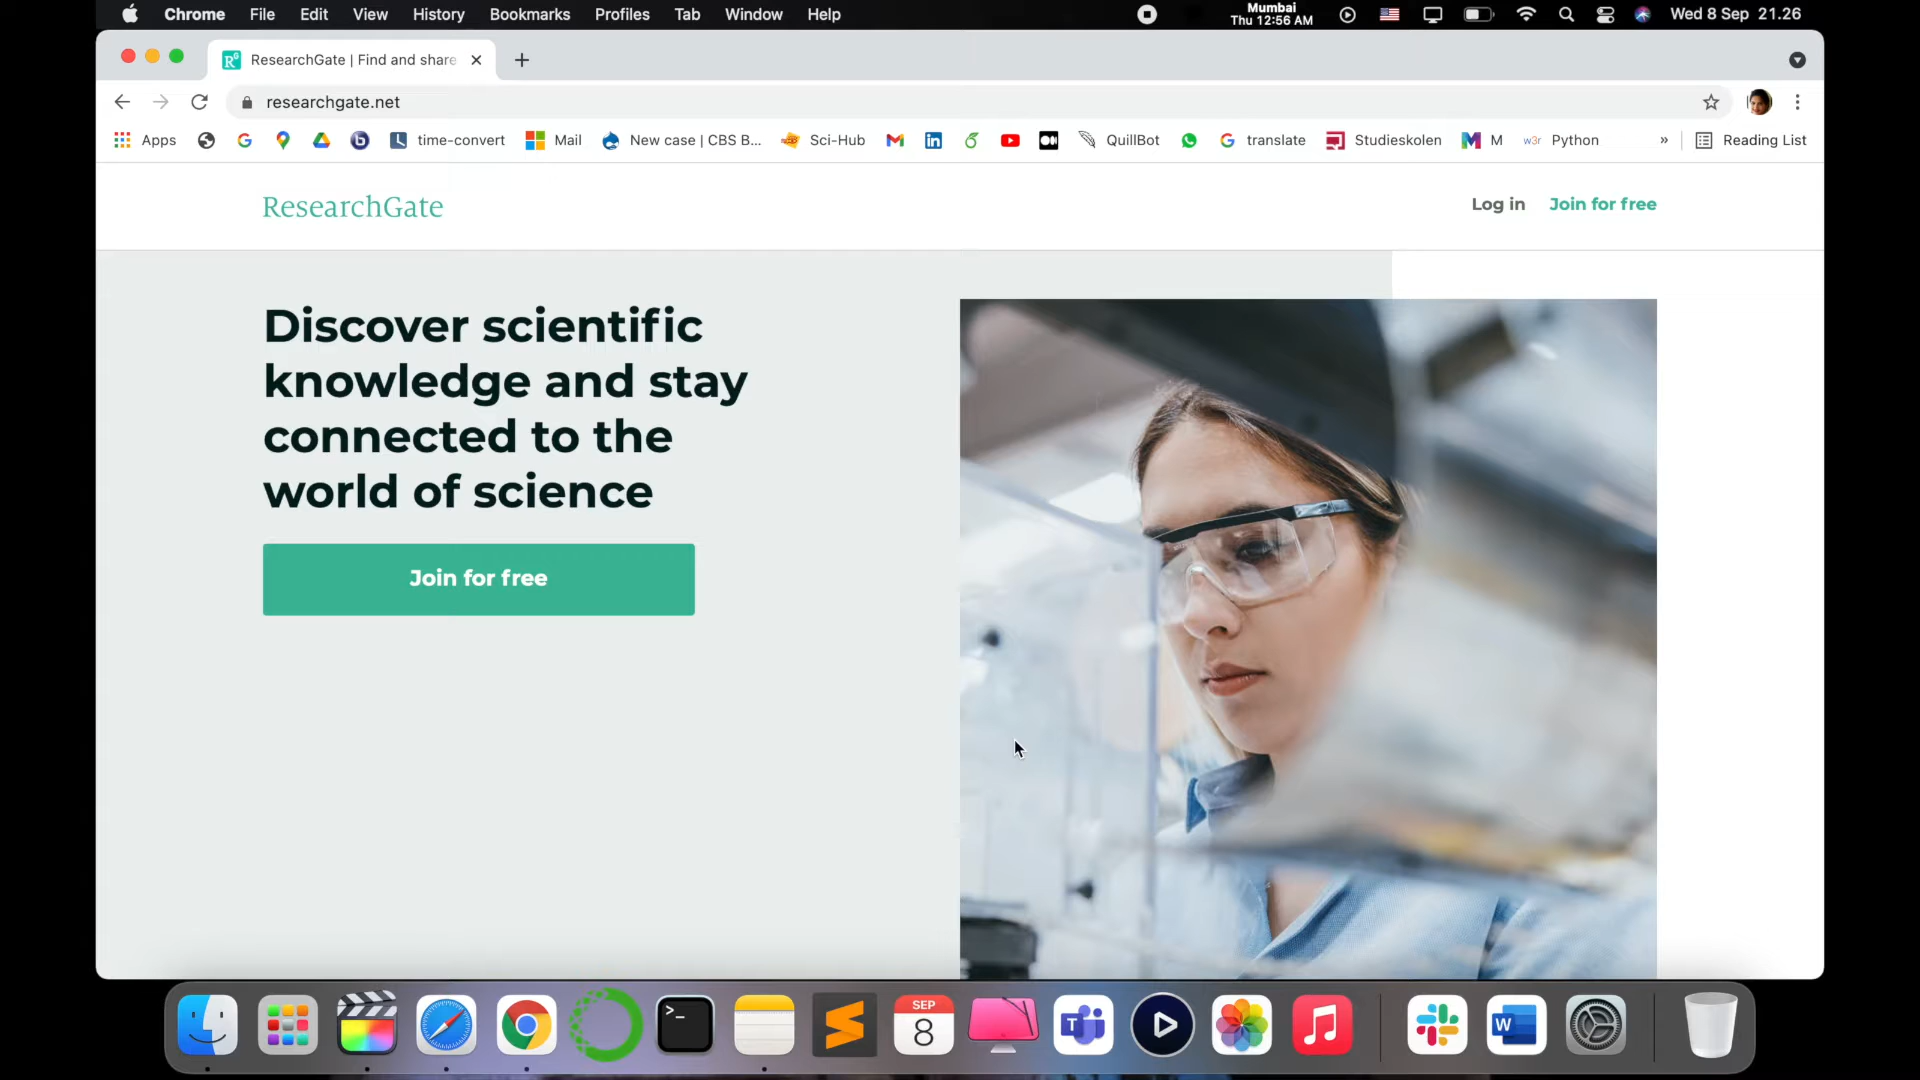 Chrome File Edit View History Bookmarks Profiles Tab Window Help
Mumbai
Thu 12:56 AM
Wed 8 Sep 21.26
ResearchGate | Find and share
researchgate.net
Apps time-convert Mail New case | CBS B... Sci-Hub QuillBot translate Studieskolen M w3r Python » Reading List
ResearchGate
Log in Join for free
Discover scientific
knowledge and stay
connected to the
world of science
Join for free
SEP
8